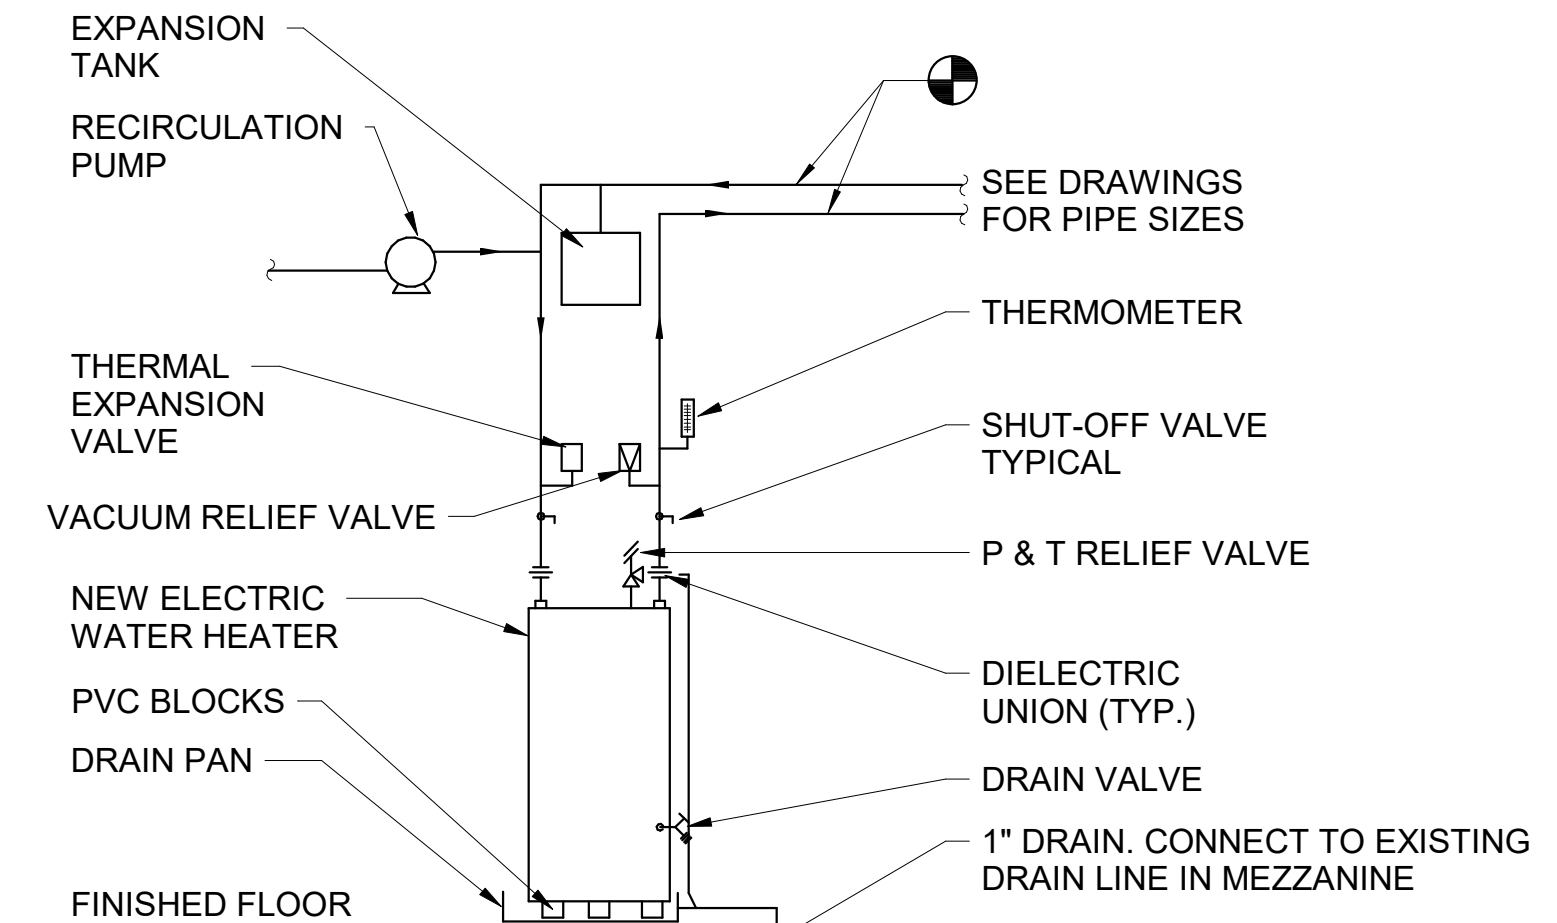 EXPANSION
TANK
RECIRCULATION
PUMP
SEE DRAWINGS
FOR PIPE SIZES
THERMOMETER
THERMAL
EXPANSION
VALVE
SHUT-OFF VALVE
TYPICAL
VACUUM RELIEF VALVE
P & T RELIEF VALVE
NEW ELECTRIC
WATER HEATER
DIELECTRIC
UNION (TYP.)
PVC BLOCKS
DRAIN PAN
DRAIN VALVE
1" DRAIN. CONNECT TO EXISTING
DRAIN LINE IN MEZZANINE
FINISHED FLOOR